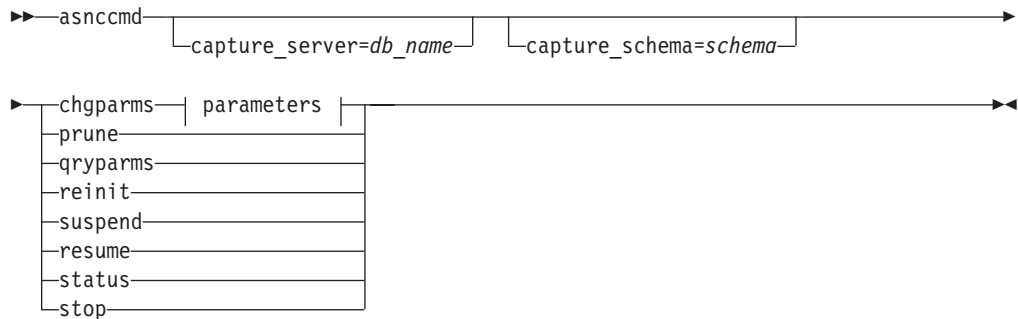 asnccmd
capture_server=db_name
capture_schema=schema
chgparms parameters
prune
qryparms
reinit
suspend
resume
status
stop